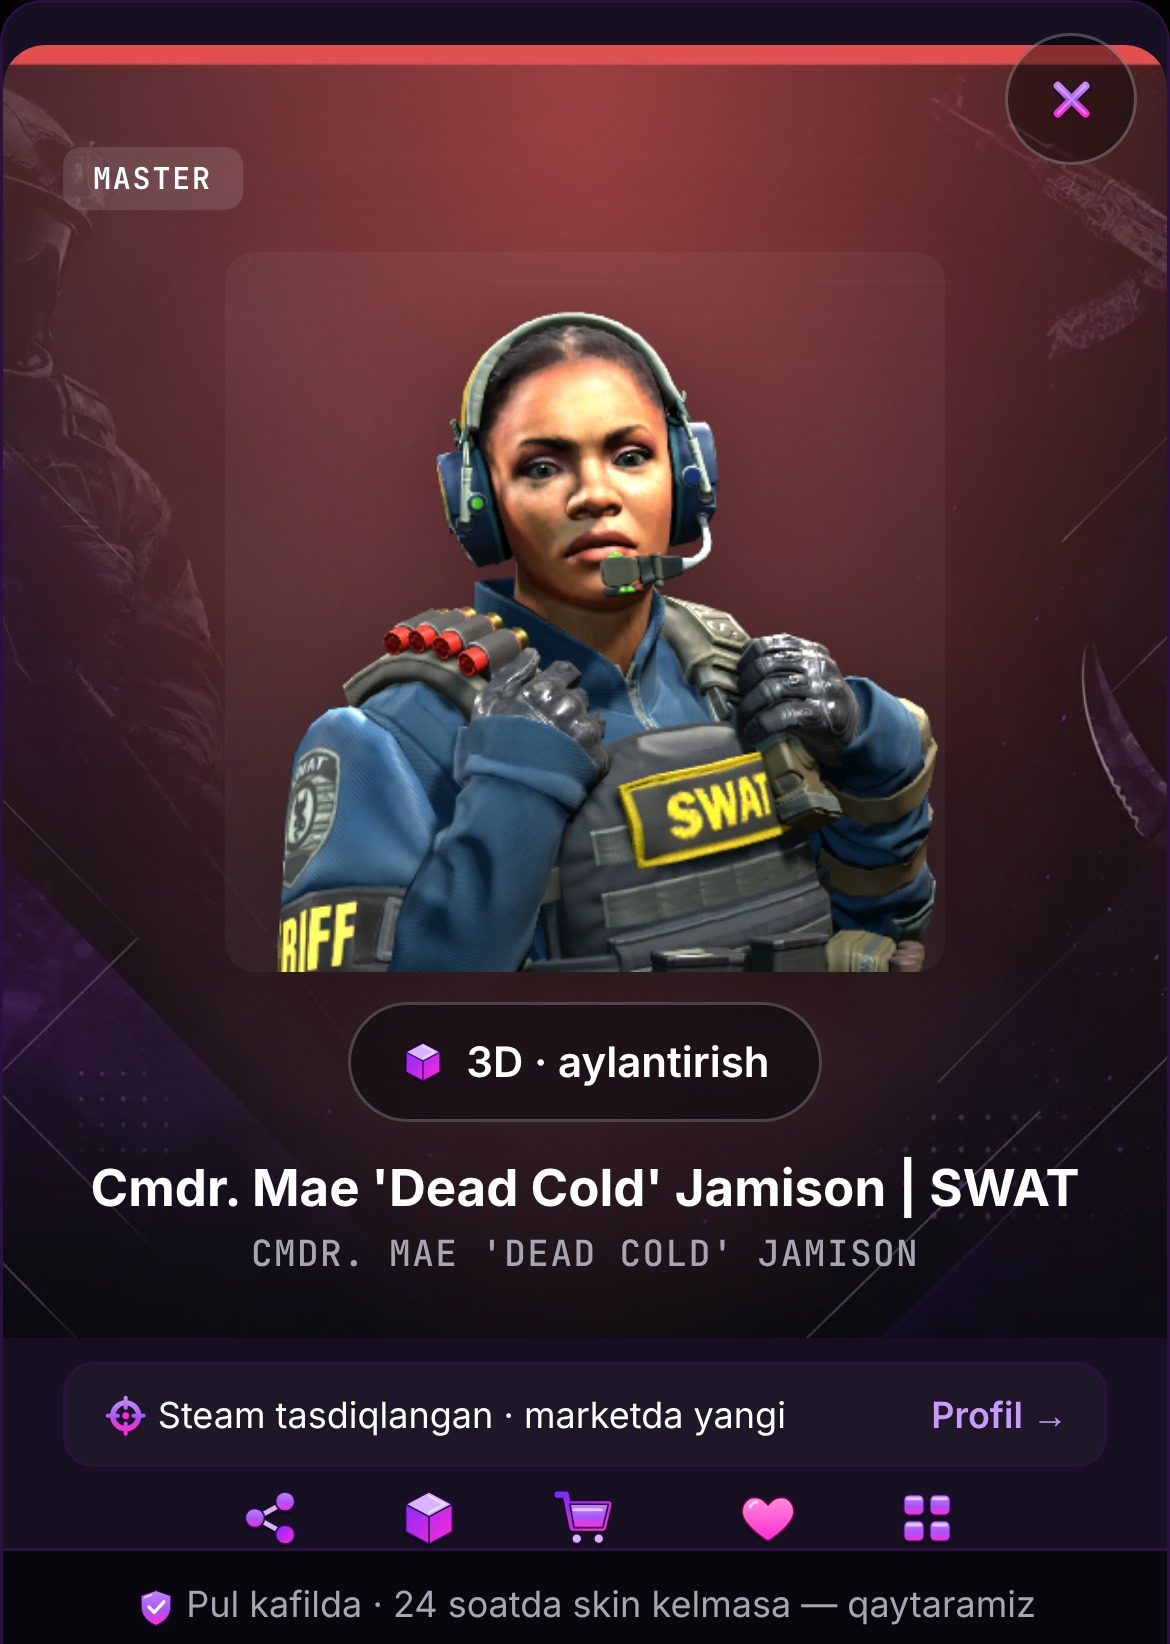 MASTER
SWAT
SWAT
RIFF
3D · aylantirish
Cmdr. Mae 'Dead Cold' Jamison | SWAT
CMDR. MAE 'DEAD COLD' JAMISON
Steam tasdiqlangan · marketda yangi
Profil →
Pul kafilda · 24 soatda skin kelmasa — qaytaramiz